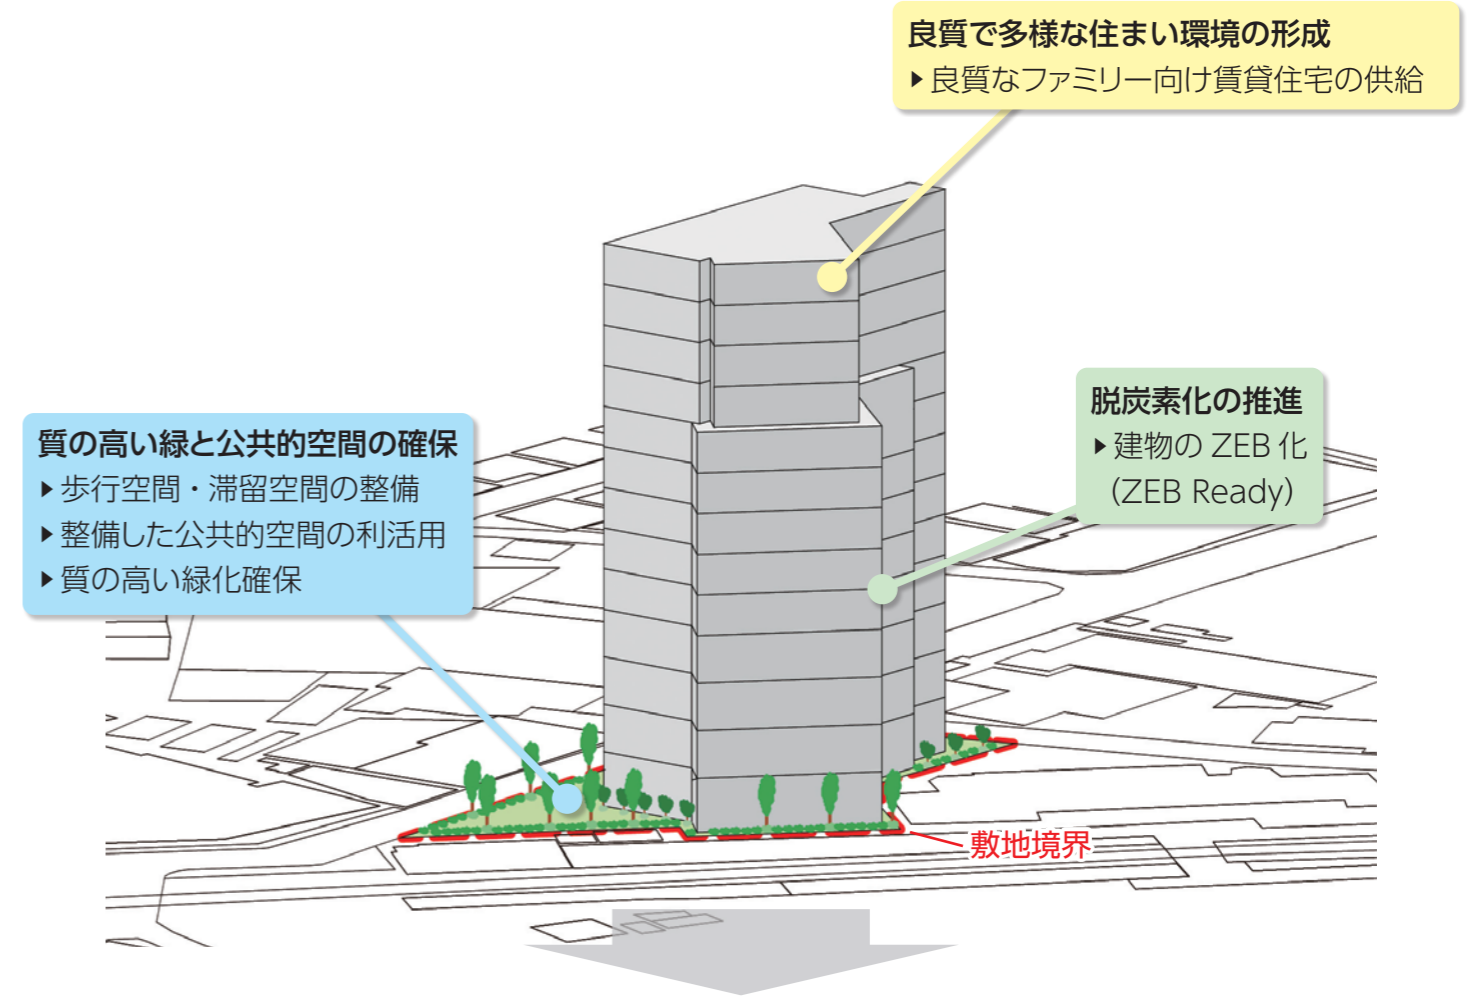 良質で多様な住まい環境の形成
▶良質なファミリー向け賃貸住宅の供給
脱炭素化の推進
▶建物の ZEB 化
（ZEB Ready）
質の高い緑と公共的空間の確保
▶歩行空間・滞留空間の整備
▶整備した公共的空間の利活用
▶質の高い緑化確保
敷地境界